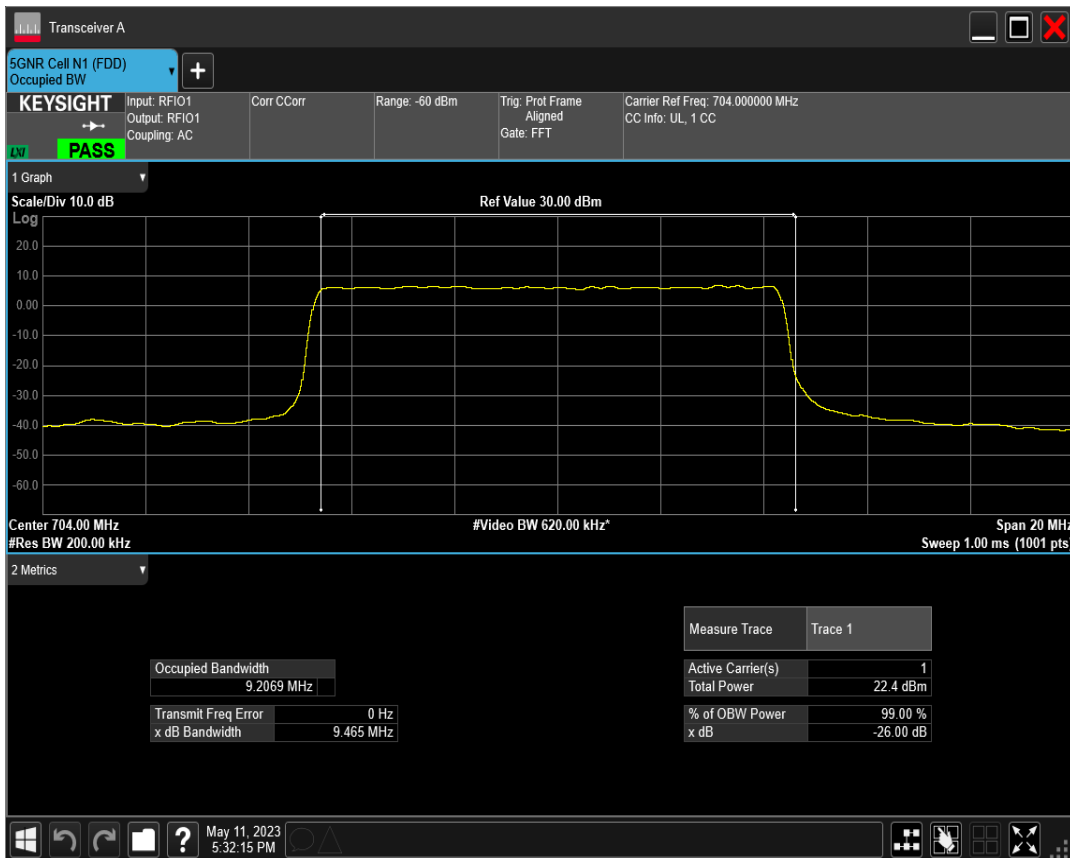 Transceiver A
5GNR Cell N1 (FDD)
Occupied BW
+
KEYSIGHT
LXI
PASS
Input: RFIO1
Output: RFIO1
Coupling: AC
Corr CCorr
Range: -60 dBm
Trig: Prot Frame
Aligned
Gate: FFT
Carrier Ref Freq: 704.000000 MHz
CC Info: UL, 1 CC
1 Graph
Scale/Div 10.0 dB
Ref Value 30.00 dBm
Log
20.0
10.0
0.00
-10.0
-20.0
-30.0
-40.0
-50.0
-60.0
Center 704.00 MHz
#Video BW 620.00 kHz*
Span 20 MHz
#Res BW 200.00 kHz
Sweep 1.00 ms (1001 pts)
2 Metrics
Measure Trace Trace 1
Occupied Bandwidth
9.2069 MHz
Active Carrier(s) 1
Total Power 22.4 dBm
Transmit Freq Error 0 Hz
x dB Bandwidth 9.465 MHz
% of OBW Power 99.00 %
x dB -26.00 dB
?
May 11, 2023
5:32:15 PM